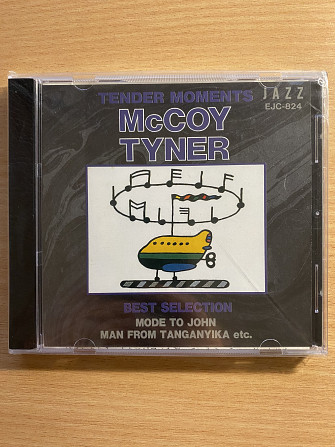 TENDER MOMENTS
JAZZ
EJC-824
McCOY
TYNER
BEST SELECTION
MODE TO JOHN
MAN FROM TANGANYIKA etc.